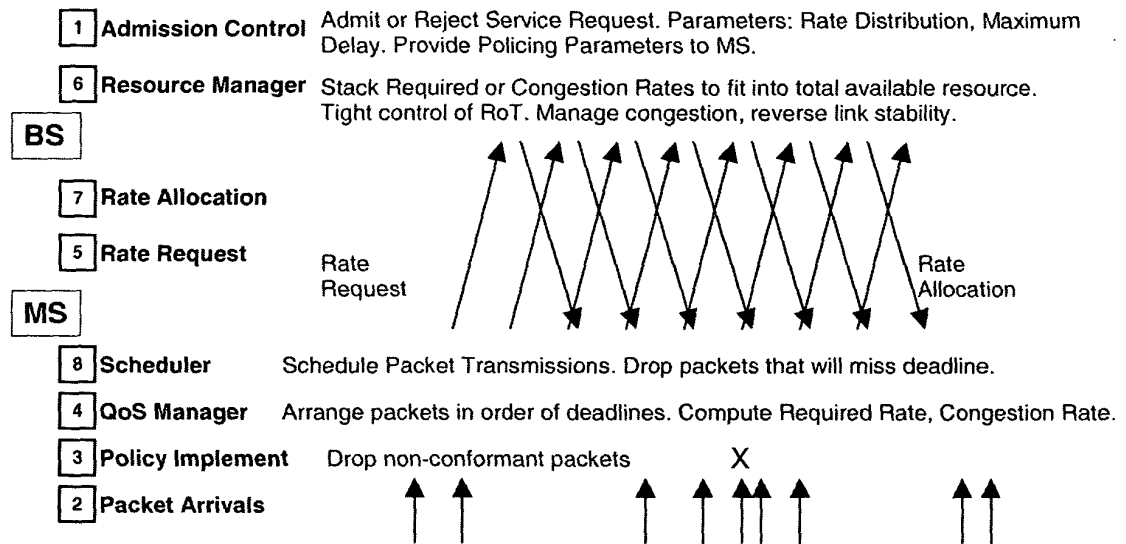 1 Admission Control Admit or Reject Service Request. Parameters: Rate Distribution, Maximum
Delay. Provide Policing Parameters to MS.
6 Resource Manager Stack Required or Congestion Rates to fit into total available resource.
Tight control of RoT. Manage congestion, reverse link stability.
BS
7 Rate Allocation
5 Rate Request
Rate
Request
Rate
Allocation
MS
8 Scheduler Schedule Packet Transmissions. Drop packets that will miss deadline.
4 QoS Manager Arrange packets in order of deadlines. Compute Required Rate, Congestion Rate.
3 Policy Implement Drop non-conformant packets X
2 Packet Arrivals